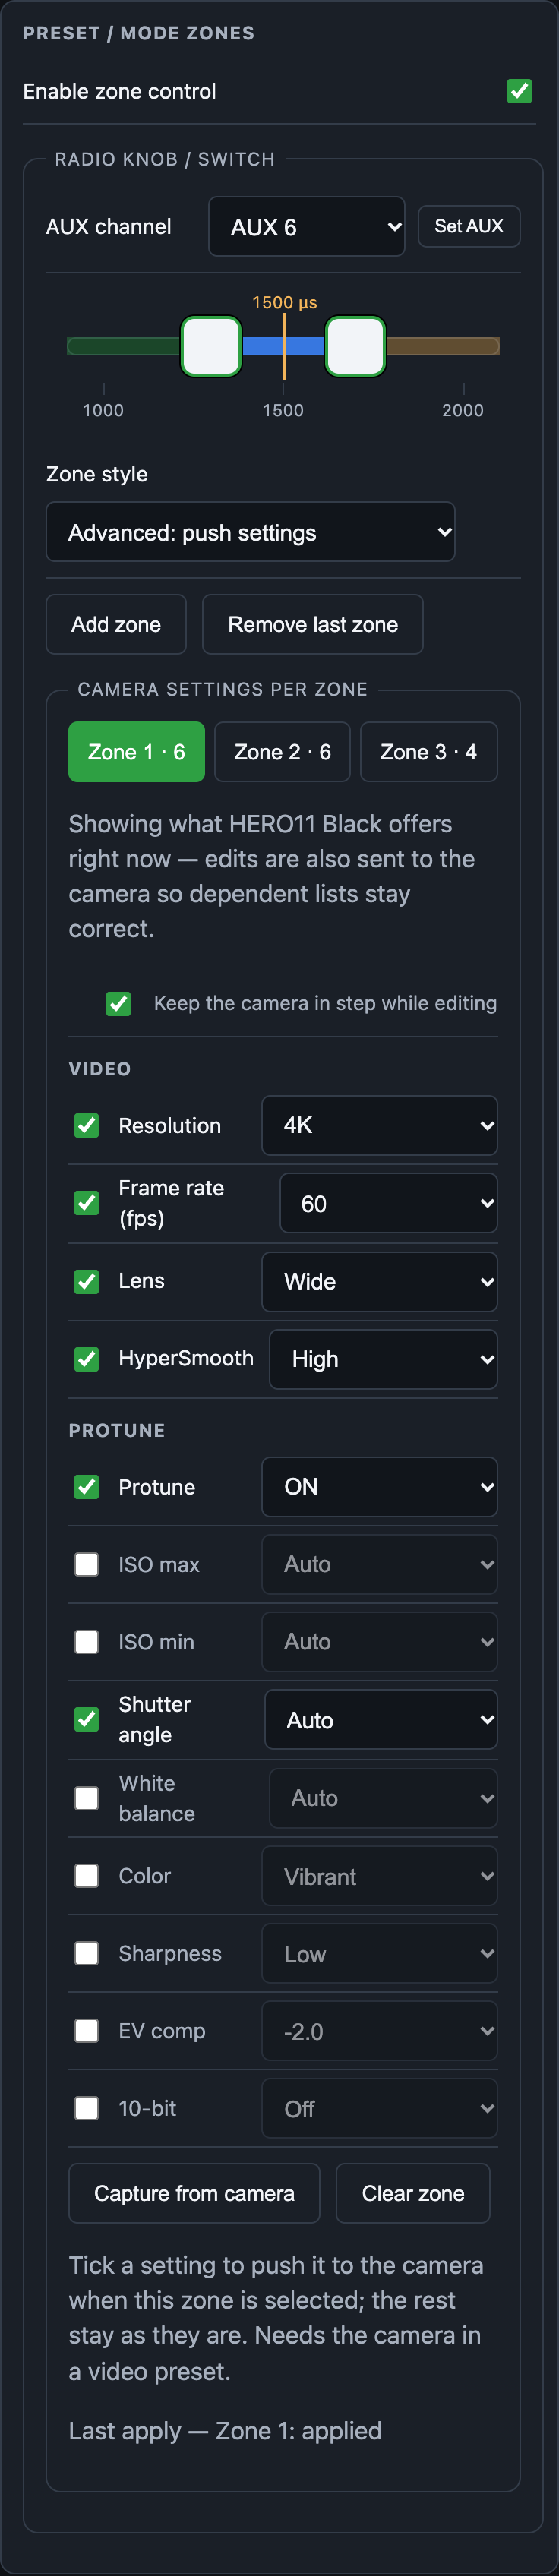 PRESET / MODE ZONES
Enable zone control
RADIO KNOB / SWITCH
AUX channel
AUX 6
Set AUX
1500 µs
1000
1500
2000
Zone style
Advanced: push settings
Add zone
Remove last zone
CAMERA SETTINGS PER ZONE
Zone 1 · 6
Zone 2 · 6
Zone 3 · 4
Showing what HERO11 Black offers
right now — edits are also sent to the
camera so dependent lists stay
correct.
Keep the camera in step while editing
VIDEO
Resolution
4K
Frame rate
(fps)
60
Lens
Wide
HyperSmooth
High
PROTUNE
Protune
ON
ISO max
Auto
ISO min
Auto
Shutter
angle
Auto
White
balance
Auto
Color
Vibrant
Sharpness
Low
EV comp
-2.0
10-bit
Off
Capture from camera
Clear zone
Tick a setting to push it to the camera
when this zone is selected; the rest
stay as they are. Needs the camera in
a video preset.
Last apply — Zone 1: applied